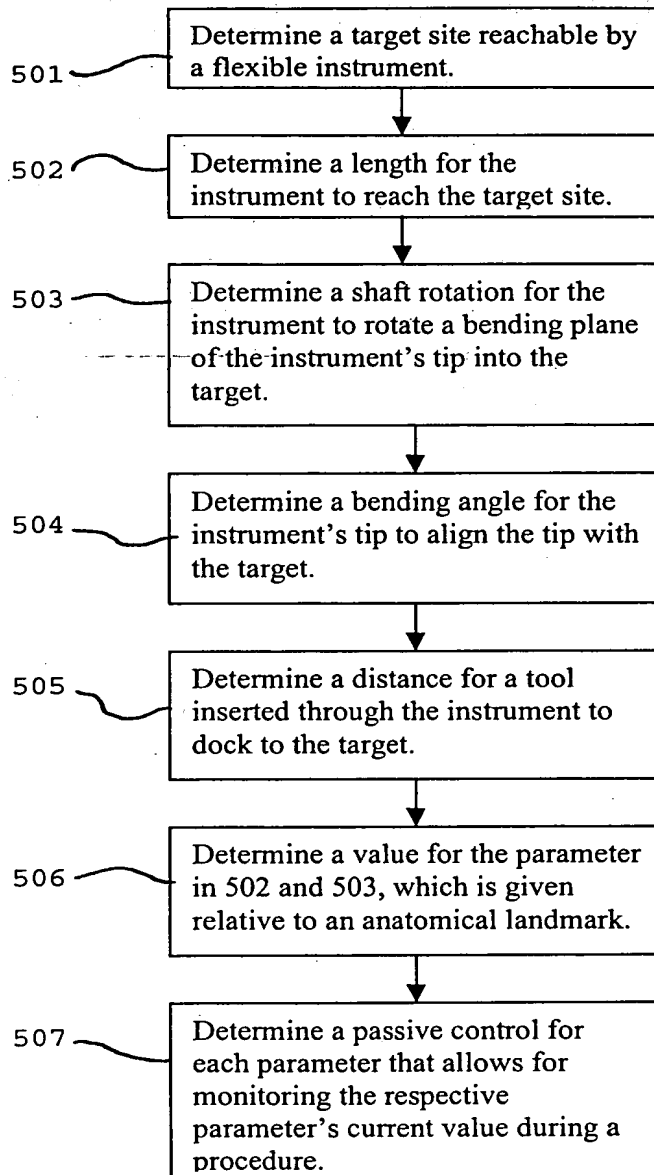 501
Determine a target site reachable by
a flexible instrument.
502
Determine a length for the
instrument to reach the target site.
503
Determine a shaft rotation for the
instrument to rotate a bending plane
of the instrument's tip into the
target.
504
Determine a bending angle for the
instrument's tip to align the tip with
the target.
505
Determine a distance for a tool
inserted through the instrument to
dock to the target.
506
Determine a value for the parameter
in 502 and 503, which is given
relative to an anatomical landmark.
507
Determine a passive control for
each parameter that allows for
monitoring the respective
parameter's current value during a
procedure.